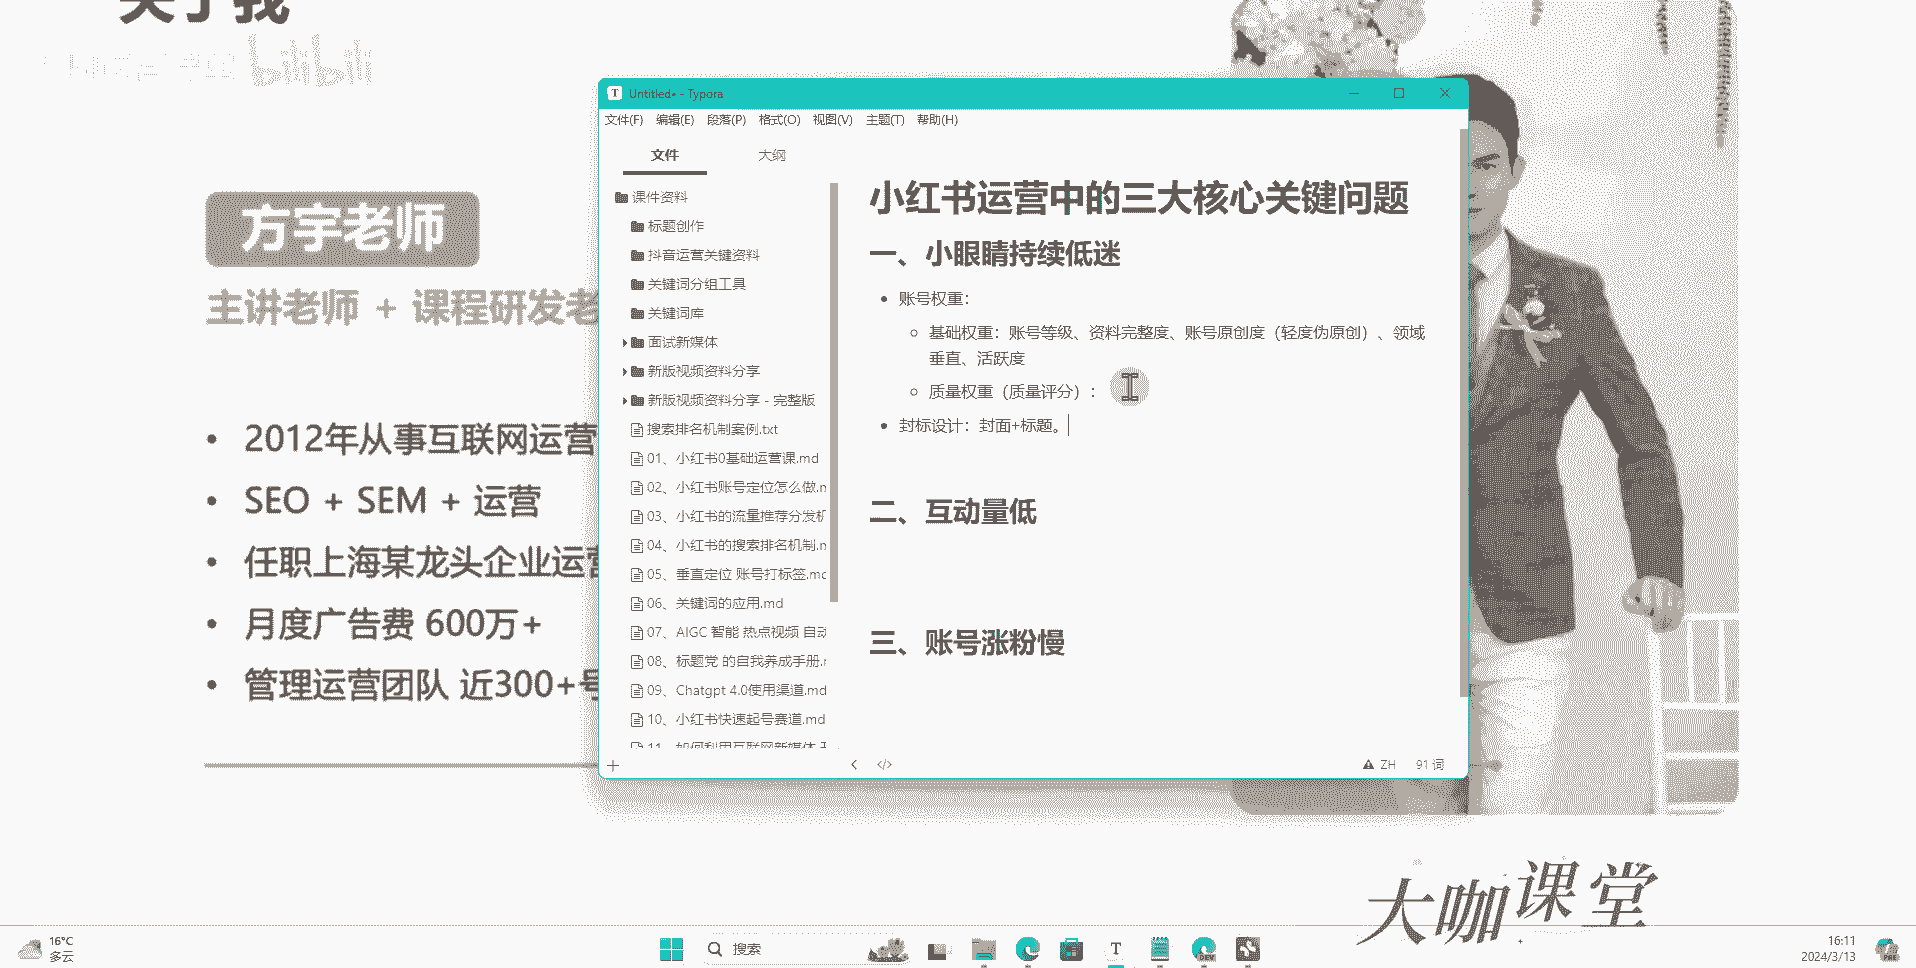 关于我
bilibili
方宇老师
主讲老师 + 课程研发老
2012年从事互联网运营
SEO + SEM + 运营
任职上海某龙头企业运营
月度广告费 600万+
管理运营团队 近300+号
Untitled• - Typora
文件(F) 编辑(E) 段落(P) 格式(O) 视图(V) 主题(T) 帮助(H)
文件 大纲
课件资料
标题创作
抖音运营关键资料
关键词分组工具
关键词库
面试新媒体
新版视频资料分享
新版视频资料分享 - 完整版
搜索排名机制案例.txt
01、小红书0基础运营课.md
02、小红书账号定位怎么做.m
03、小红书的流量推荐分发机
04、小红书的搜索排名机制.m
05、垂直定位 账号打标签.md
06、关键词的应用.md
07、AIGC 智能 热点视频 自动
08、标题党 的自我养成手册.m
09、Chatgpt 4.0使用渠道.md
10、小红书快速起号赛道.md
11、如何利用互联网新媒体
小红书运营中的三大核心关键问题
一、小眼睛持续低迷
账号权重：
基础权重：账号等级、资料完整度、账号原创度（轻度伪原创）、领域
垂直、活跃度
质量权重（质量评分）：
封标设计：封面+标题。
二、互动量低
三、账号涨粉慢
ZH 91 词
大咖课堂
16°C
多云
搜索
16:11
2024/3/13